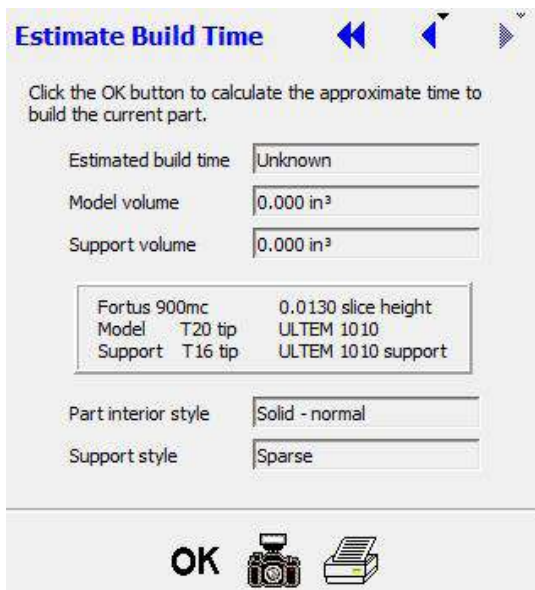 Estimate Build Time
Click the OK button to calculate the approximate time to
build the current part.
Estimated build time Unknown
Model volume 0.000 in³
Support volume 0.000 in³
Fortus 900mc 0.0130 slice height
Model T20 tip ULTEM 1010
Support T16 tip ULTEM 1010 support
Part interior style Solid - normal
Support style Sparse
OK